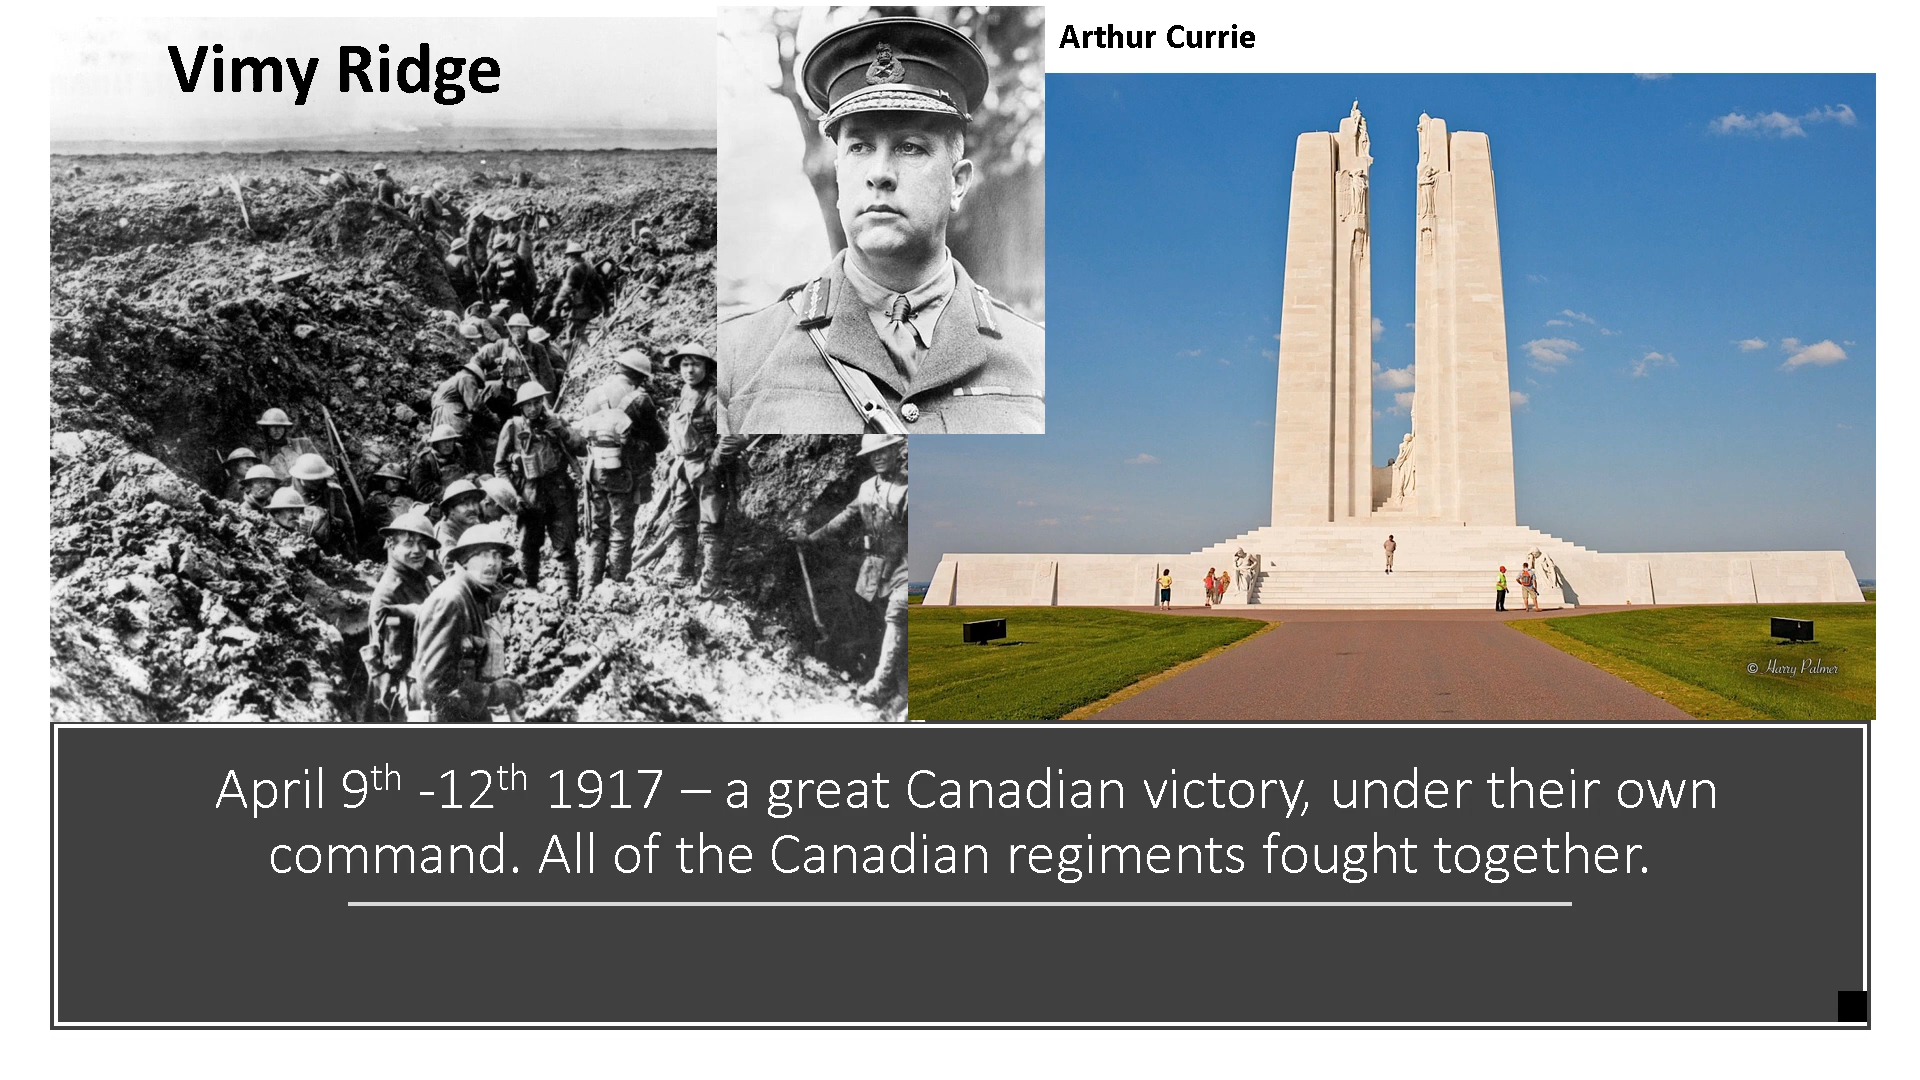 Vimy Ridge
Arthur Currie
© Harry Palmer
April 9th -12th 1917 – a great Canadian victory, under their own
command. All of the Canadian regiments fought together.